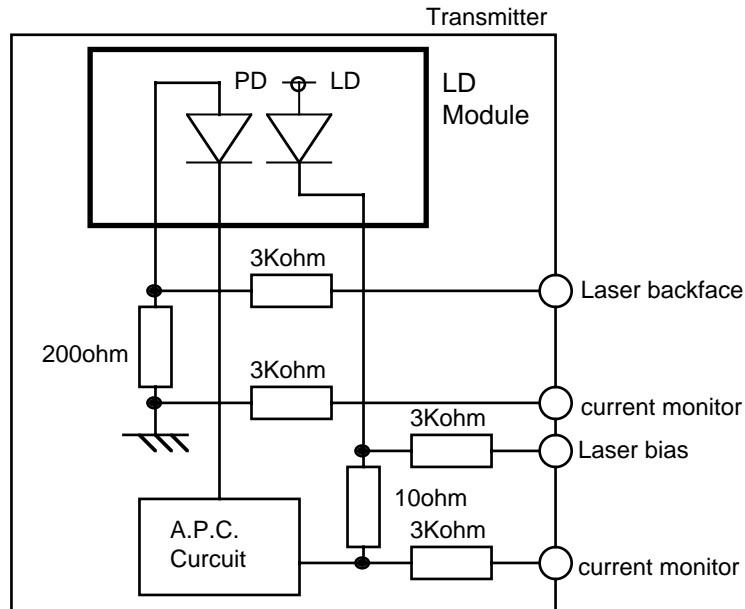 Transmitter
PD
LD
LD
Module
3Kohm
Laser backface
200ohm
3Kohm
current monitor
3Kohm
Laser bias
10ohm
A.P.C.
Curcuit
3Kohm
current monitor